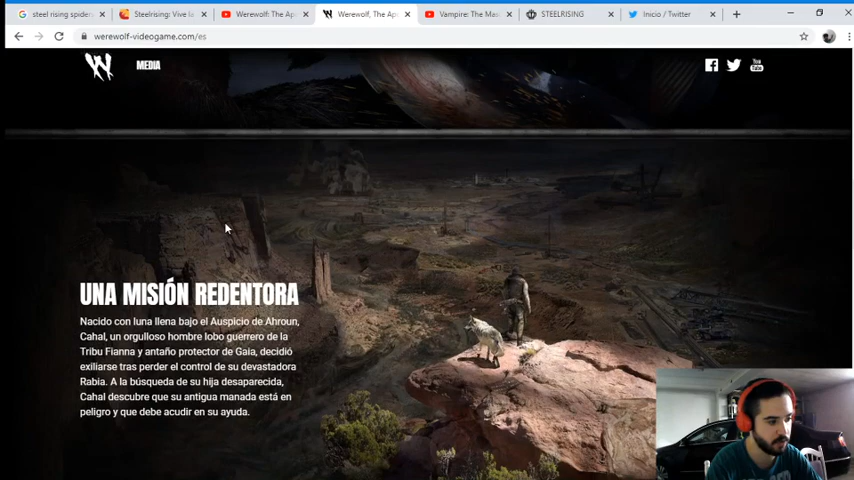 steel rising spider
Steelrising: Vive la
Werewolf: The Ap
Werewolf, The Apo
Vampire: The Mas
STEELRISING
Inicio / Twitter
werewolf-videogame.com/es
MEDIA
You
Tube
UNA MISIÓN REDENTORA
Nacido con luna llena bajo el Auspicio de Ahroun,
Cahal, un orgulloso hombre lobo guerrero de la
Tribu Fianna y antaño protector de Gaia, decidió
exiliarse tras perder el control de su devastadora
Rabia. A la búsqueda de su hija desaparecida,
Cahal descubre que su antigua manada está en
peligro y que debe acudir en su ayuda.